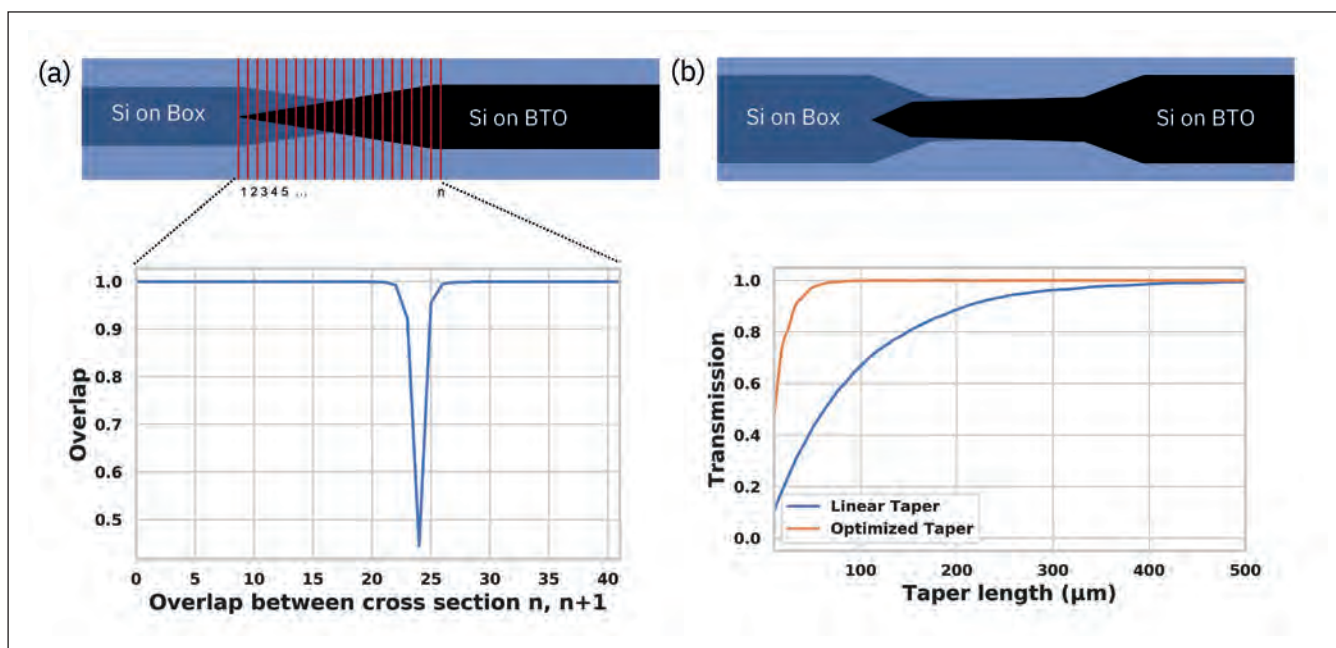 (a)
Si on Box
Si on BTO
1 2 3 4 5 ...
n
1.0
0.9
0.8
0.7
0.6
0.5
Overlap
0 5 10 15 20 25 30 35 40
Overlap between cross section n, n+1
(b)
Si on Box
Si on BTO
1.0
0.8
0.6
0.4
0.2
0.0
Transmission
Linear Taper
Optimized Taper
100 200 300 400 500
Taper length (μm)